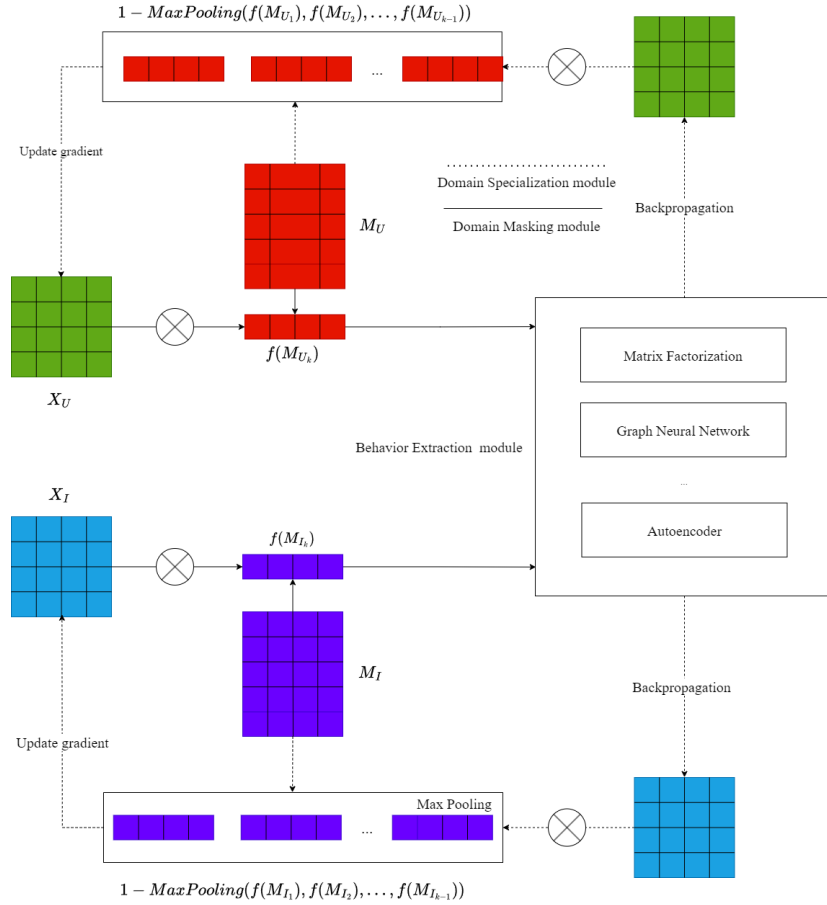 1 − MaxPooling(f(M_{U_1}), f(M_{U_2}), . . . , f(M_{U_{k−1}}))
...
Update gradient
Domain Specialization module
Domain Masking module
Backpropagation
M_U
f(M_{U_k})
X_U
Matrix Factorization
Graph Neural Network
...
Autoencoder
Behavior Extraction module
X_I
f(M_{I_k})
M_I
Backpropagation
Update gradient
Max Pooling
...
1 − MaxPooling(f(M_{I_1}), f(M_{I_2}), . . . , f(M_{I_{k−1}}))